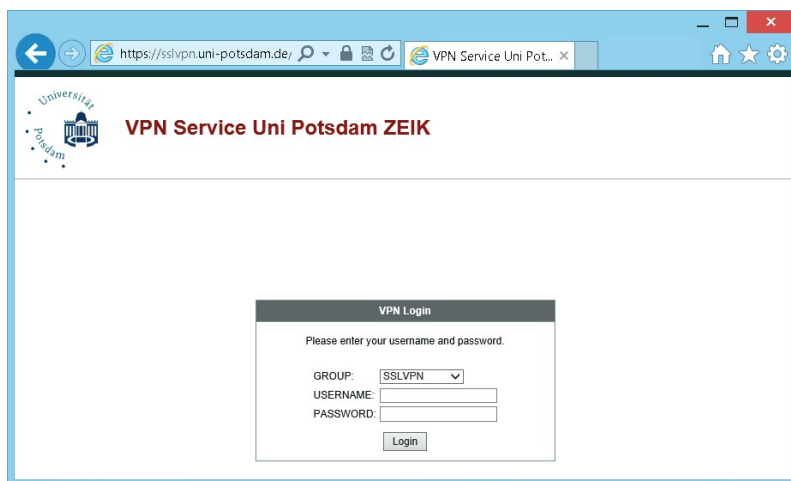 https://sslvpn.uni-potsdam.de/
VPN Service Uni Pot...
Universität
Potsdam
VPN Service Uni Potsdam ZEIK
VPN Login
Please enter your username and password.
GROUP: SSLVPN
USERNAME:
PASSWORD:
Login